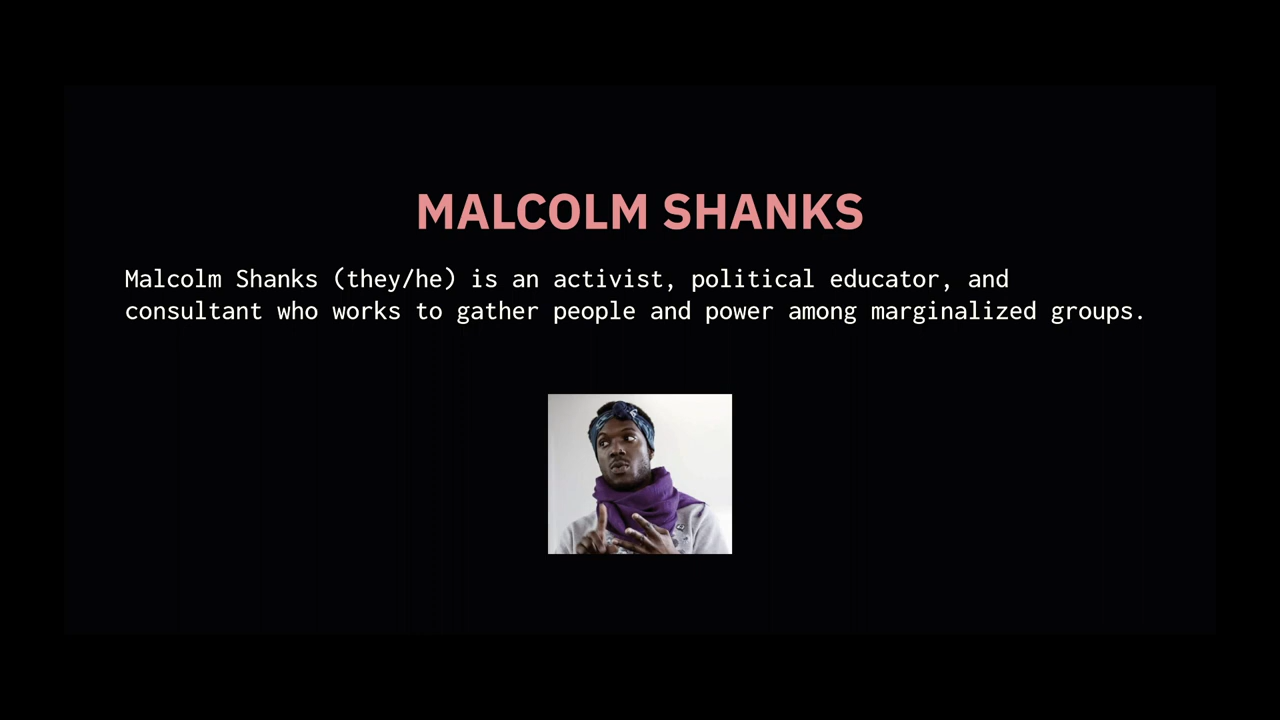 MALCOLM SHANKS
Malcolm Shanks (they/he) is an activist, political educator, and
consultant who works to gather people and power among marginalized groups.